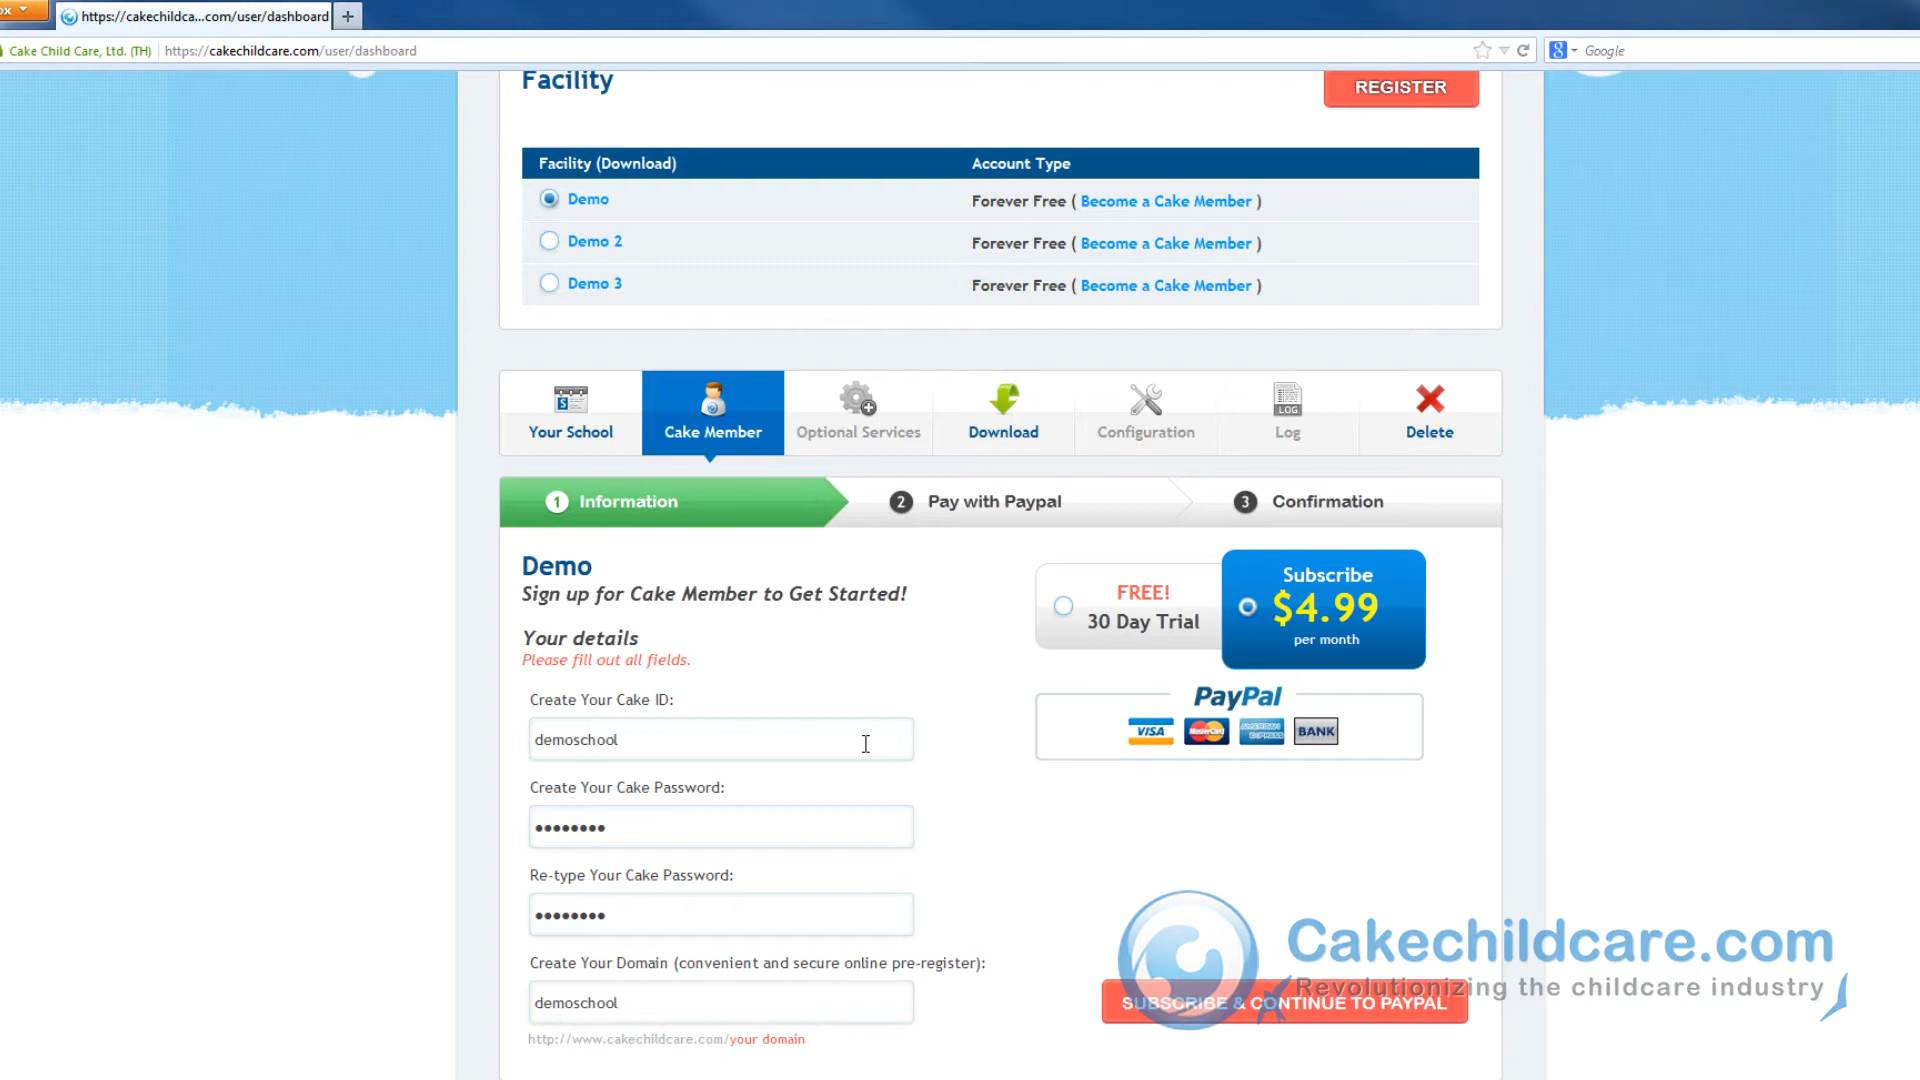 ox
https://cakechildca...com/user/dashboard
Cake Child Care, Ltd. (TH)
https://cakechildcare.com/user/dashboard
Google
Facility
REGISTER
Facility (Download)
Account Type
Demo
Forever Free ( Become a Cake Member )
Demo 2
Forever Free ( Become a Cake Member )
Demo 3
Forever Free ( Become a Cake Member )
Your School
Cake Member
Optional Services
Download
LOG
Configuration
Log
Delete
1 Information
2 Pay with Paypal
3 Confirmation
Demo
Sign up for Cake Member to Get Started!
FREE!
30 Day Trial
Subscribe
$4.99
per month
Your details
Please fill out all fields.
Create Your Cake ID:
demoschool
PayPal
VISA
MasterCard
AMERICAN EXPRESS
BANK
Create Your Cake Password:
••••••••
Re-type Your Cake Password:
••••••••
Create Your Domain (convenient and secure online pre-register):
demoschool
http://www.cakechildcare.com/your domain
SUBSCRIBE & CONTINUE TO PAYPAL
Cakechildcare.com
Revolutionizing the childcare industry